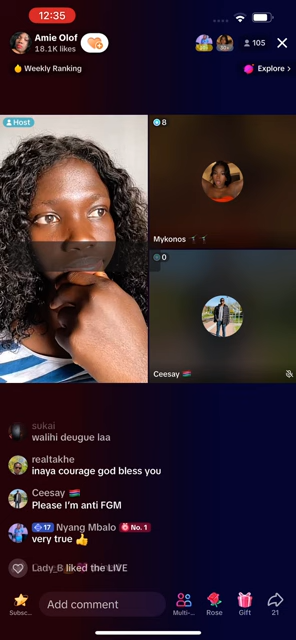 12:35
Amie Olof
18.1K likes
105
Weekly Ranking
Explore >
Host
8
Mykonos
0
Ceesay 🇬🇲
sukai
walihi deugue laa
realtakhe
inaya courage god bless you
Ceesay 🇬🇲
Please I'm anti FGM
17 Nyang Mbalo No. 1
very true 👍
liked the LIVE
Subsc...
Add comment
Multi-...
Rose
Gift
21